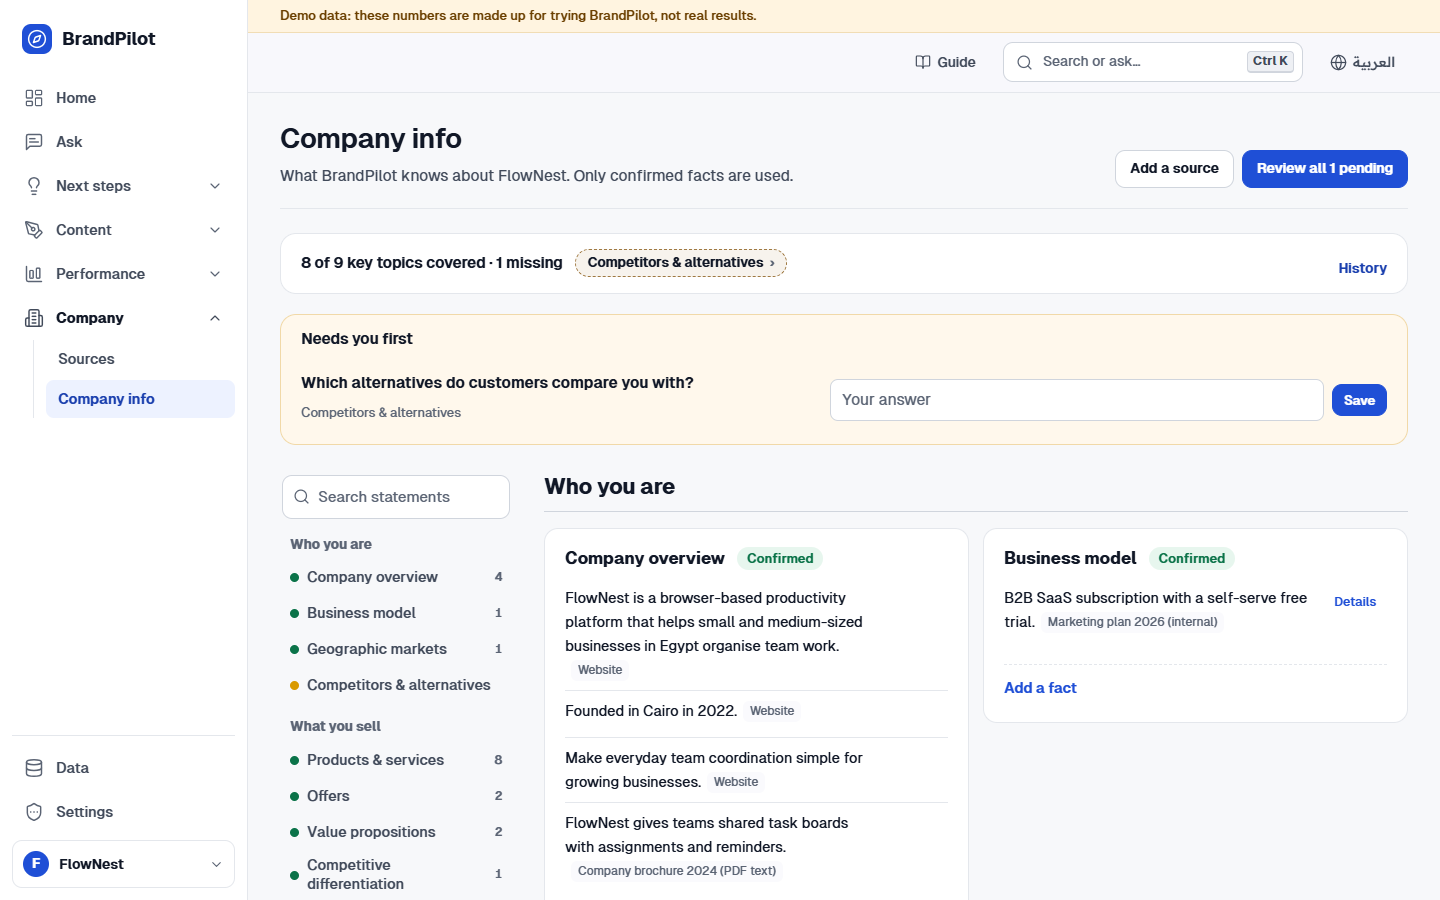 Demo data: these numbers are made up for trying BrandPilot, not real results.
BrandPilot
Guide
Search or ask...
Ctrl K
العربية
Home
Ask
Next steps
Content
Performance
Company
Sources
Company info
Data
Settings
F FlowNest
Company info
What BrandPilot knows about FlowNest. Only confirmed facts are used.
Add a source
Review all 1 pending
8 of 9 key topics covered · 1 missing
Competitors & alternatives ›
History
Needs you first
Which alternatives do customers compare you with?
Competitors & alternatives
Your answer
Save
Search statements
Who you are
Company overview 4
Business model 1
Geographic markets 1
Competitors & alternatives
What you sell
Products & services 8
Offers 2
Value propositions 2
Competitive
differentiation 1
Who you are
Company overview Confirmed
FlowNest is a browser-based productivity
platform that helps small and medium-sized
businesses in Egypt organise team work.
Website
Founded in Cairo in 2022. Website
Make everyday team coordination simple for
growing businesses. Website
FlowNest gives teams shared task boards
with assignments and reminders.
Company brochure 2024 (PDF text)
Business model Confirmed
B2B SaaS subscription with a self-serve free
trial. Marketing plan 2026 (internal)
Details
Add a fact